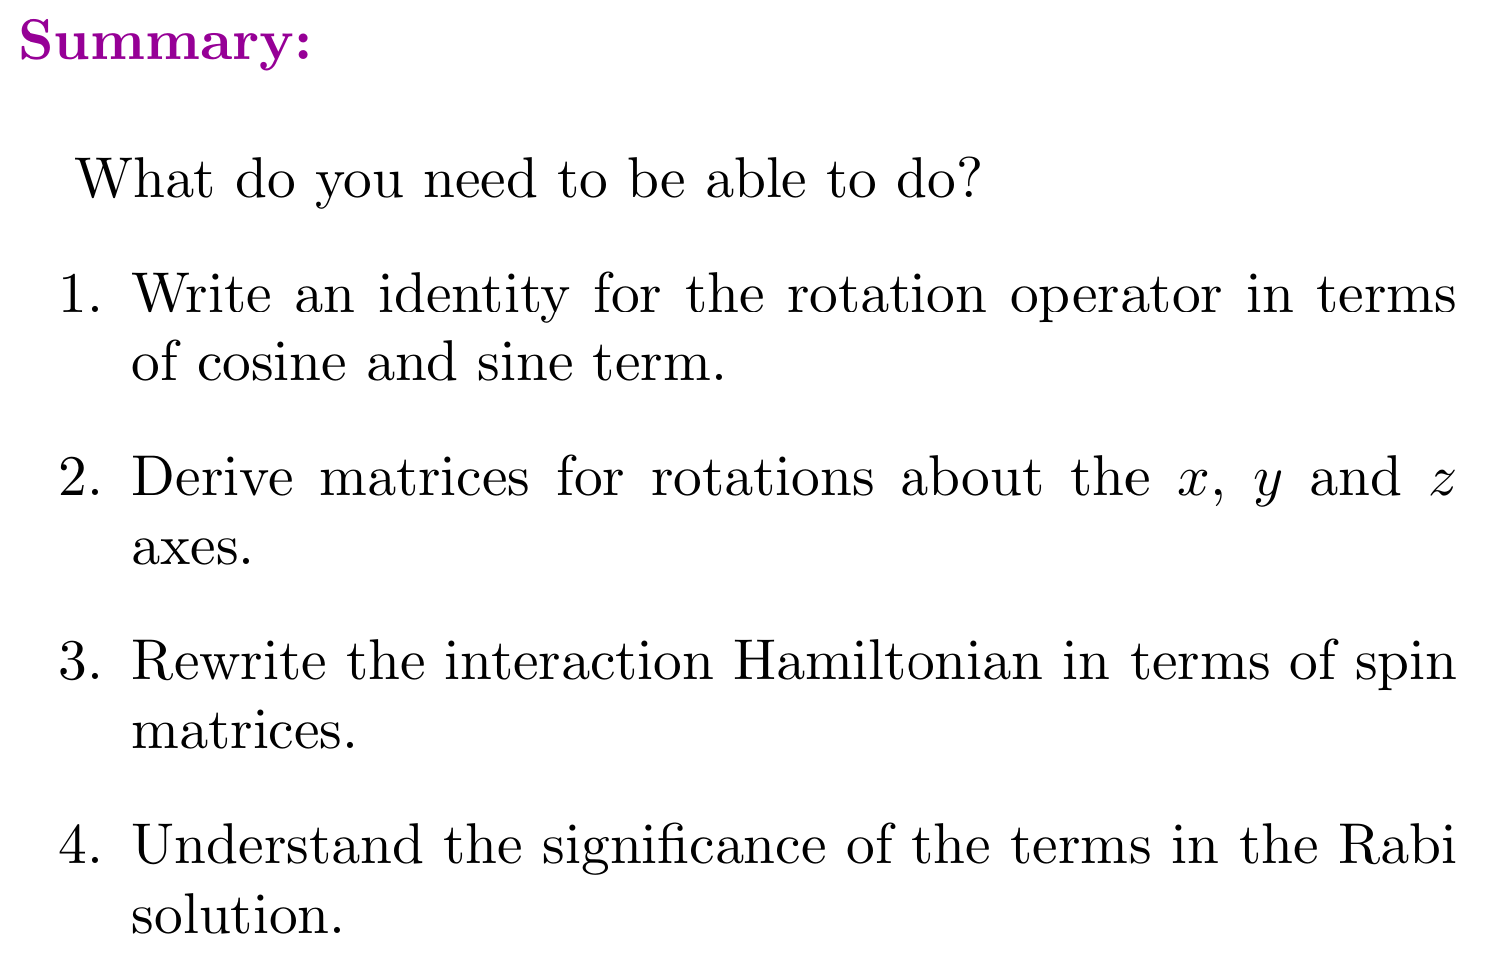 Summary:
What do you need to be able to do?
1. Write an identity for the rotation operator in terms
of cosine and sine term.
2. Derive matrices for rotations about the x, y and z
axes.
3. Rewrite the interaction Hamiltonian in terms of spin
matrices.
4. Understand the significance of the terms in the Rabi
solution.